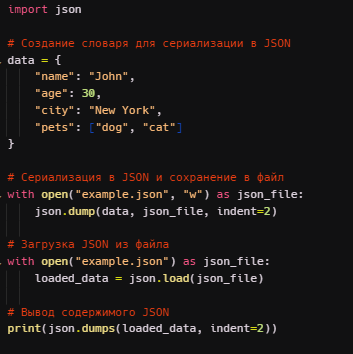 import json
# Создание словаря для сериализации в JSON
data = {
    "name": "John",
    "age": 30,
    "city": "New York",
    "pets": ["dog", "cat"]
}
# Сериализация в JSON и сохранение в файл
with open("example.json", "w") as json_file:
    json.dump(data, json_file, indent=2)
# Загрузка JSON из файла
with open("example.json") as json_file:
    loaded_data = json.load(json_file)
# Вывод содержимого JSON
print(json.dumps(loaded_data, indent=2))